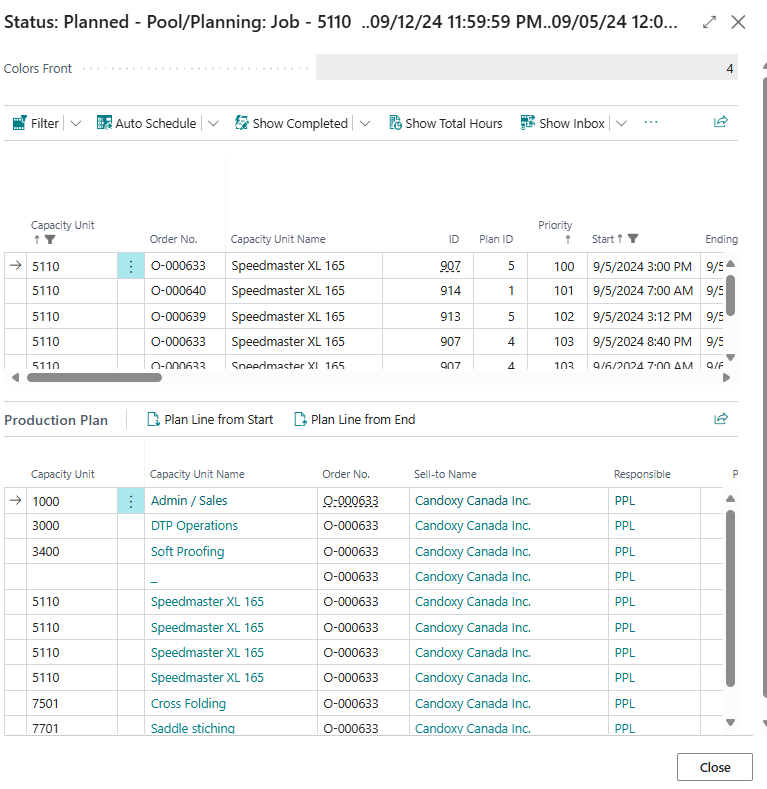 Status: Planned - Pool/Planning: Job - 5110 ..09/12/24 11:59:59 PM..09/05/24 12:0...
Colors Front 4
Filter Auto Schedule Show Completed Show Total Hours Show Inbox ...
Capacity Unit Order No. Capacity Unit Name ID Plan ID Priority Start Ending
5110 O-000633 Speedmaster XL 165 907 5 100 9/5/2024 3:00 PM 9/5
5110 O-000640 Speedmaster XL 165 914 1 101 9/5/2024 7:00 AM 9/5
5110 O-000639 Speedmaster XL 165 913 5 102 9/5/2024 3:12 PM 9/5
5110 O-000633 Speedmaster XL 165 907 4 103 9/5/2024 8:40 PM 9/5
5110 O-000633 Speedmaster XL 165 907 4 103 9/6/2024 7:00 AM 9/6
Production Plan Plan Line from Start Plan Line from End
Capacity Unit Capacity Unit Name Order No. Sell-to Name Responsible P
1000 Admin / Sales O-000633 Candoxy Canada Inc. PPL
3000 DTP Operations O-000633 Candoxy Canada Inc. PPL
3400 Soft Proofing O-000633 Candoxy Canada Inc. PPL
_ O-000633 Candoxy Canada Inc. PPL
5110 Speedmaster XL 165 O-000633 Candoxy Canada Inc. PPL
5110 Speedmaster XL 165 O-000633 Candoxy Canada Inc. PPL
5110 Speedmaster XL 165 O-000633 Candoxy Canada Inc. PPL
5110 Speedmaster XL 165 O-000633 Candoxy Canada Inc. PPL
7501 Cross Folding O-000633 Candoxy Canada Inc. PPL
7701 Saddle stiching O-000633 Candoxy Canada Inc. PPL
Close